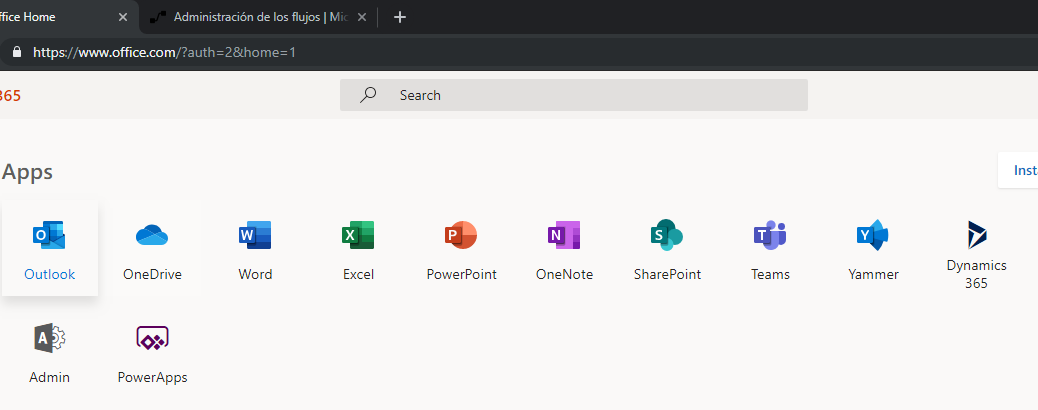 ffice Home
Administración de los flujos | Mic
https://www.office.com/?auth=2&home=1
365
Search
Apps
Inst
Outlook
OneDrive
Word
Excel
PowerPoint
OneNote
SharePoint
Teams
Yammer
Dynamics
365
Admin
PowerApps